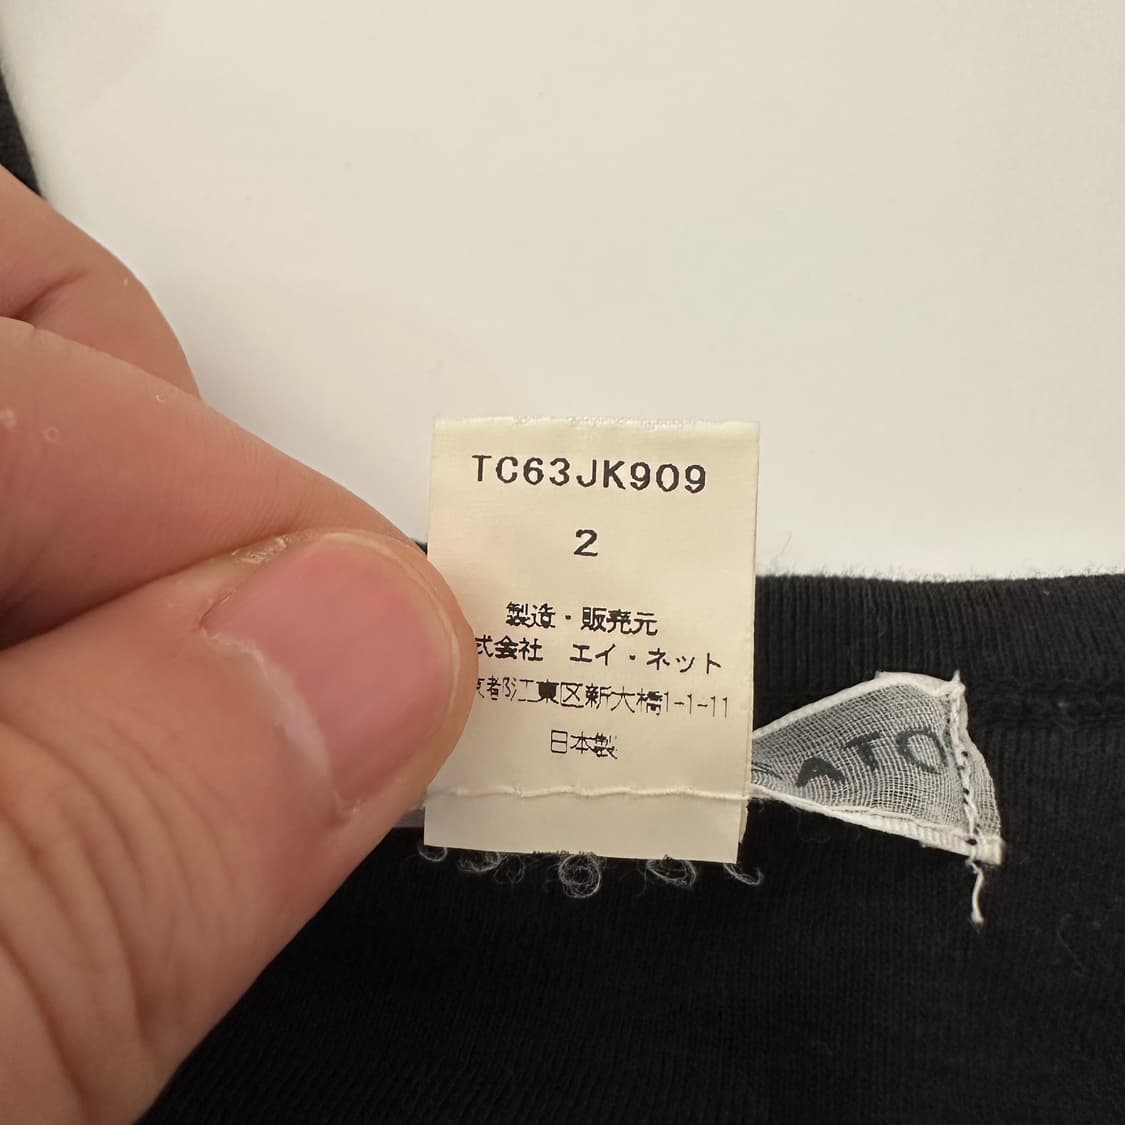 TC63JK909
2
製造・販売元
式会社 エイ・ネット
京都江東区新大橋1-1-11
日本製
ATO